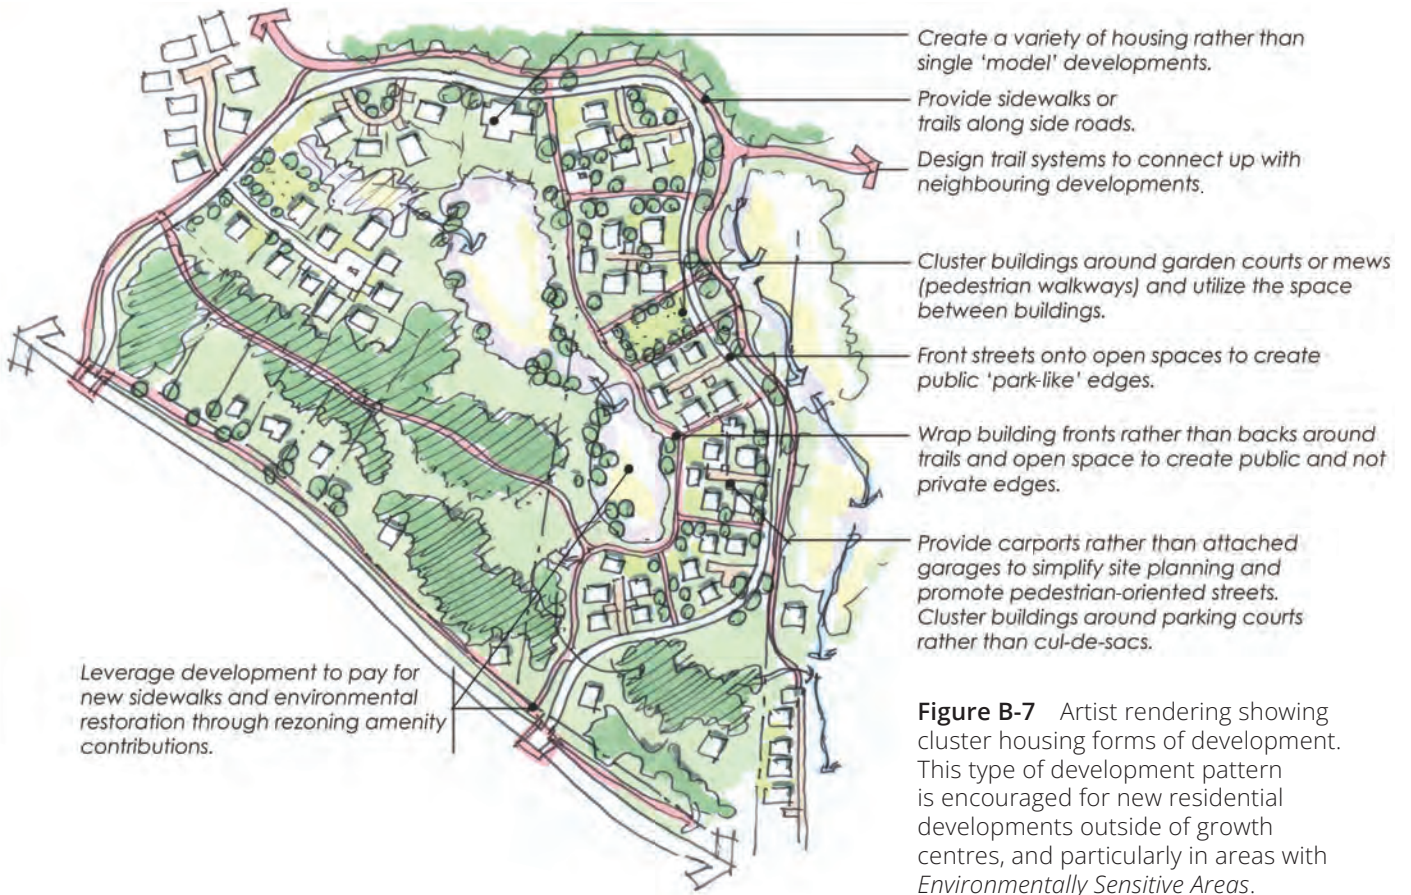 Create a variety of housing rather than
single 'model' developments.
Provide sidewalks or
trails along side roads.
Design trail systems to connect up with
neighbouring developments.
Cluster buildings around garden courts or mews
(pedestrian walkways) and utilize the space
between buildings.
Front streets onto open spaces to create
public 'park-like' edges.
Wrap building fronts rather than backs around
trails and open space to create public and not
private edges.
Provide carports rather than attached
garages to simplify site planning and
promote pedestrian-oriented streets.
Cluster buildings around parking courts
rather than cul-de-sacs.
Leverage development to pay for
new sidewalks and environmental
restoration through rezoning amenity
contributions.
Figure B-7 Artist rendering showing
cluster housing forms of development.
This type of development pattern
is encouraged for new residential
developments outside of growth
centres, and particularly in areas with
Environmentally Sensitive Areas.